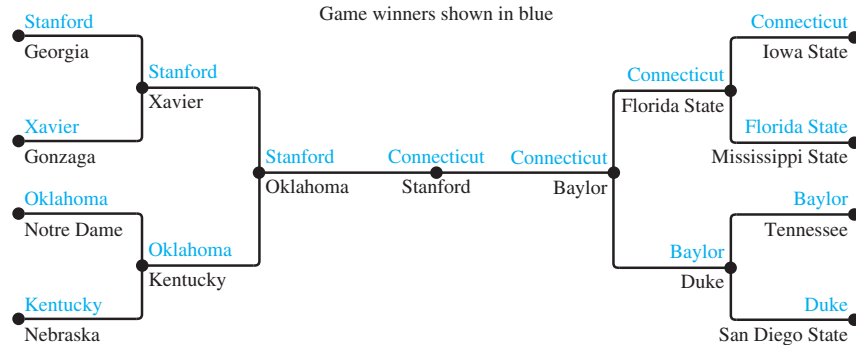 Game winners shown in blue
Stanford
Georgia
Stanford
Xavier
Xavier
Gonzaga
Stanford
Oklahoma
Oklahoma
Notre Dame
Oklahoma
Kentucky
Kentucky
Nebraska
Connecticut
Stanford
Connecticut
Baylor
Connecticut
Florida State
Connecticut
Iowa State
Florida State
Mississippi State
Baylor
Duke
Baylor
Tennessee
Duke
San Diego State